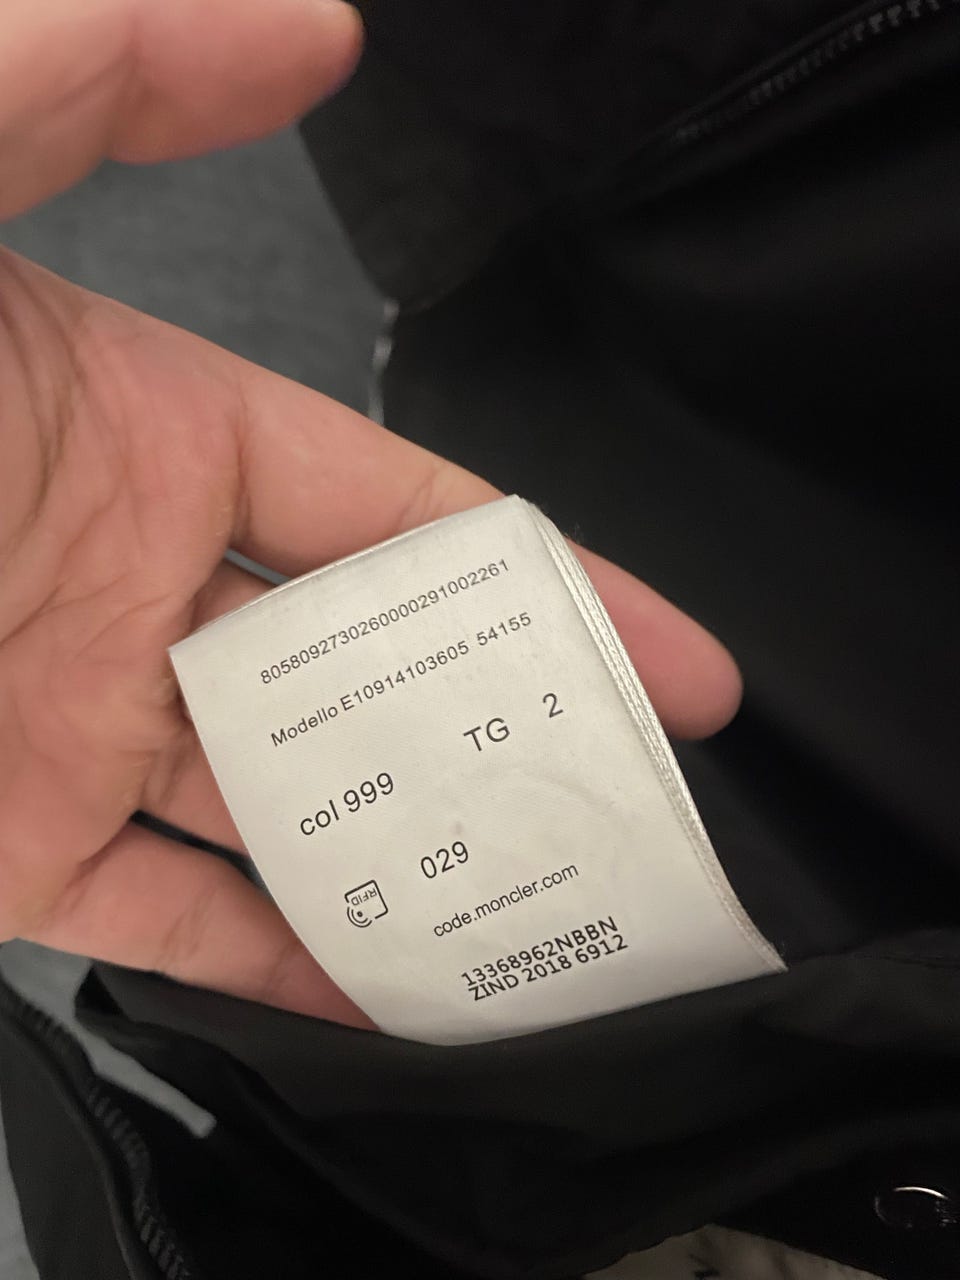 8058092730260000291002261
Modello E10914103605 54155
TG 2
col 999
029
RFID
code.moncler.com
13368962NBBN
ZIND 2018 6912